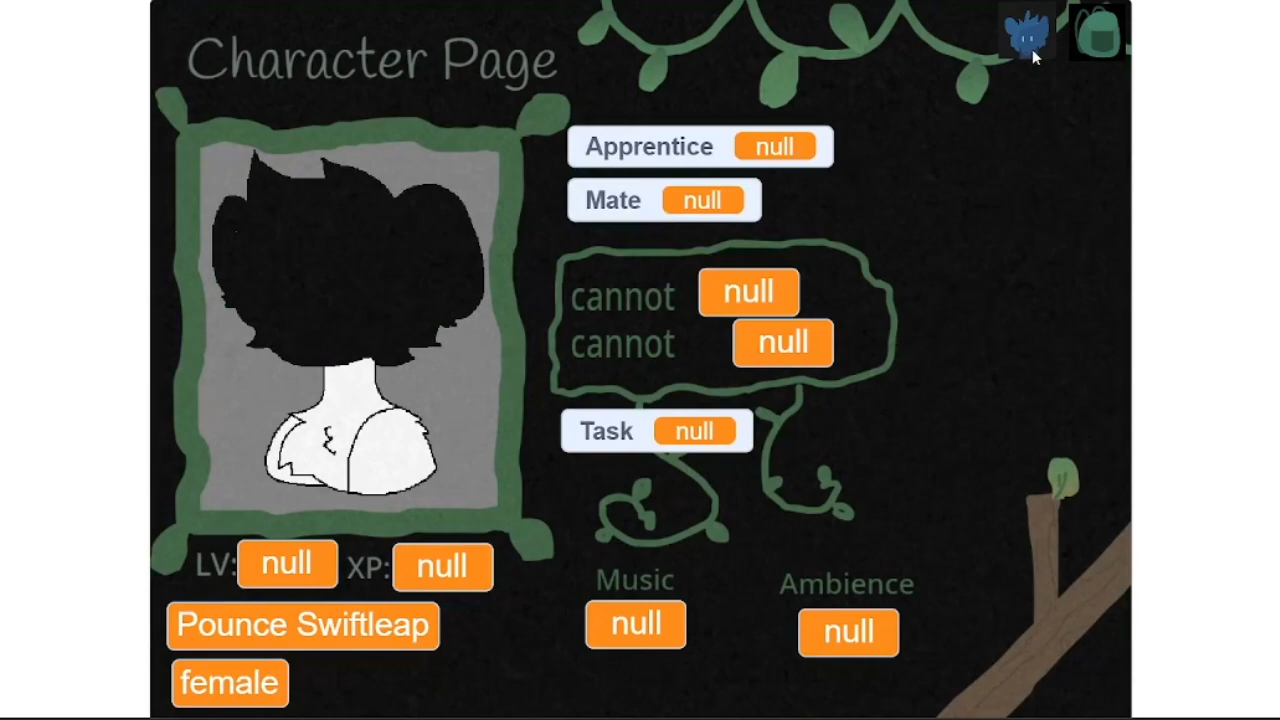 Character Page
Apprentice null
Mate null
cannot null
cannot null
Task null
LV: null XP: null
Music Ambience
null null
Pounce Swiftleap
female